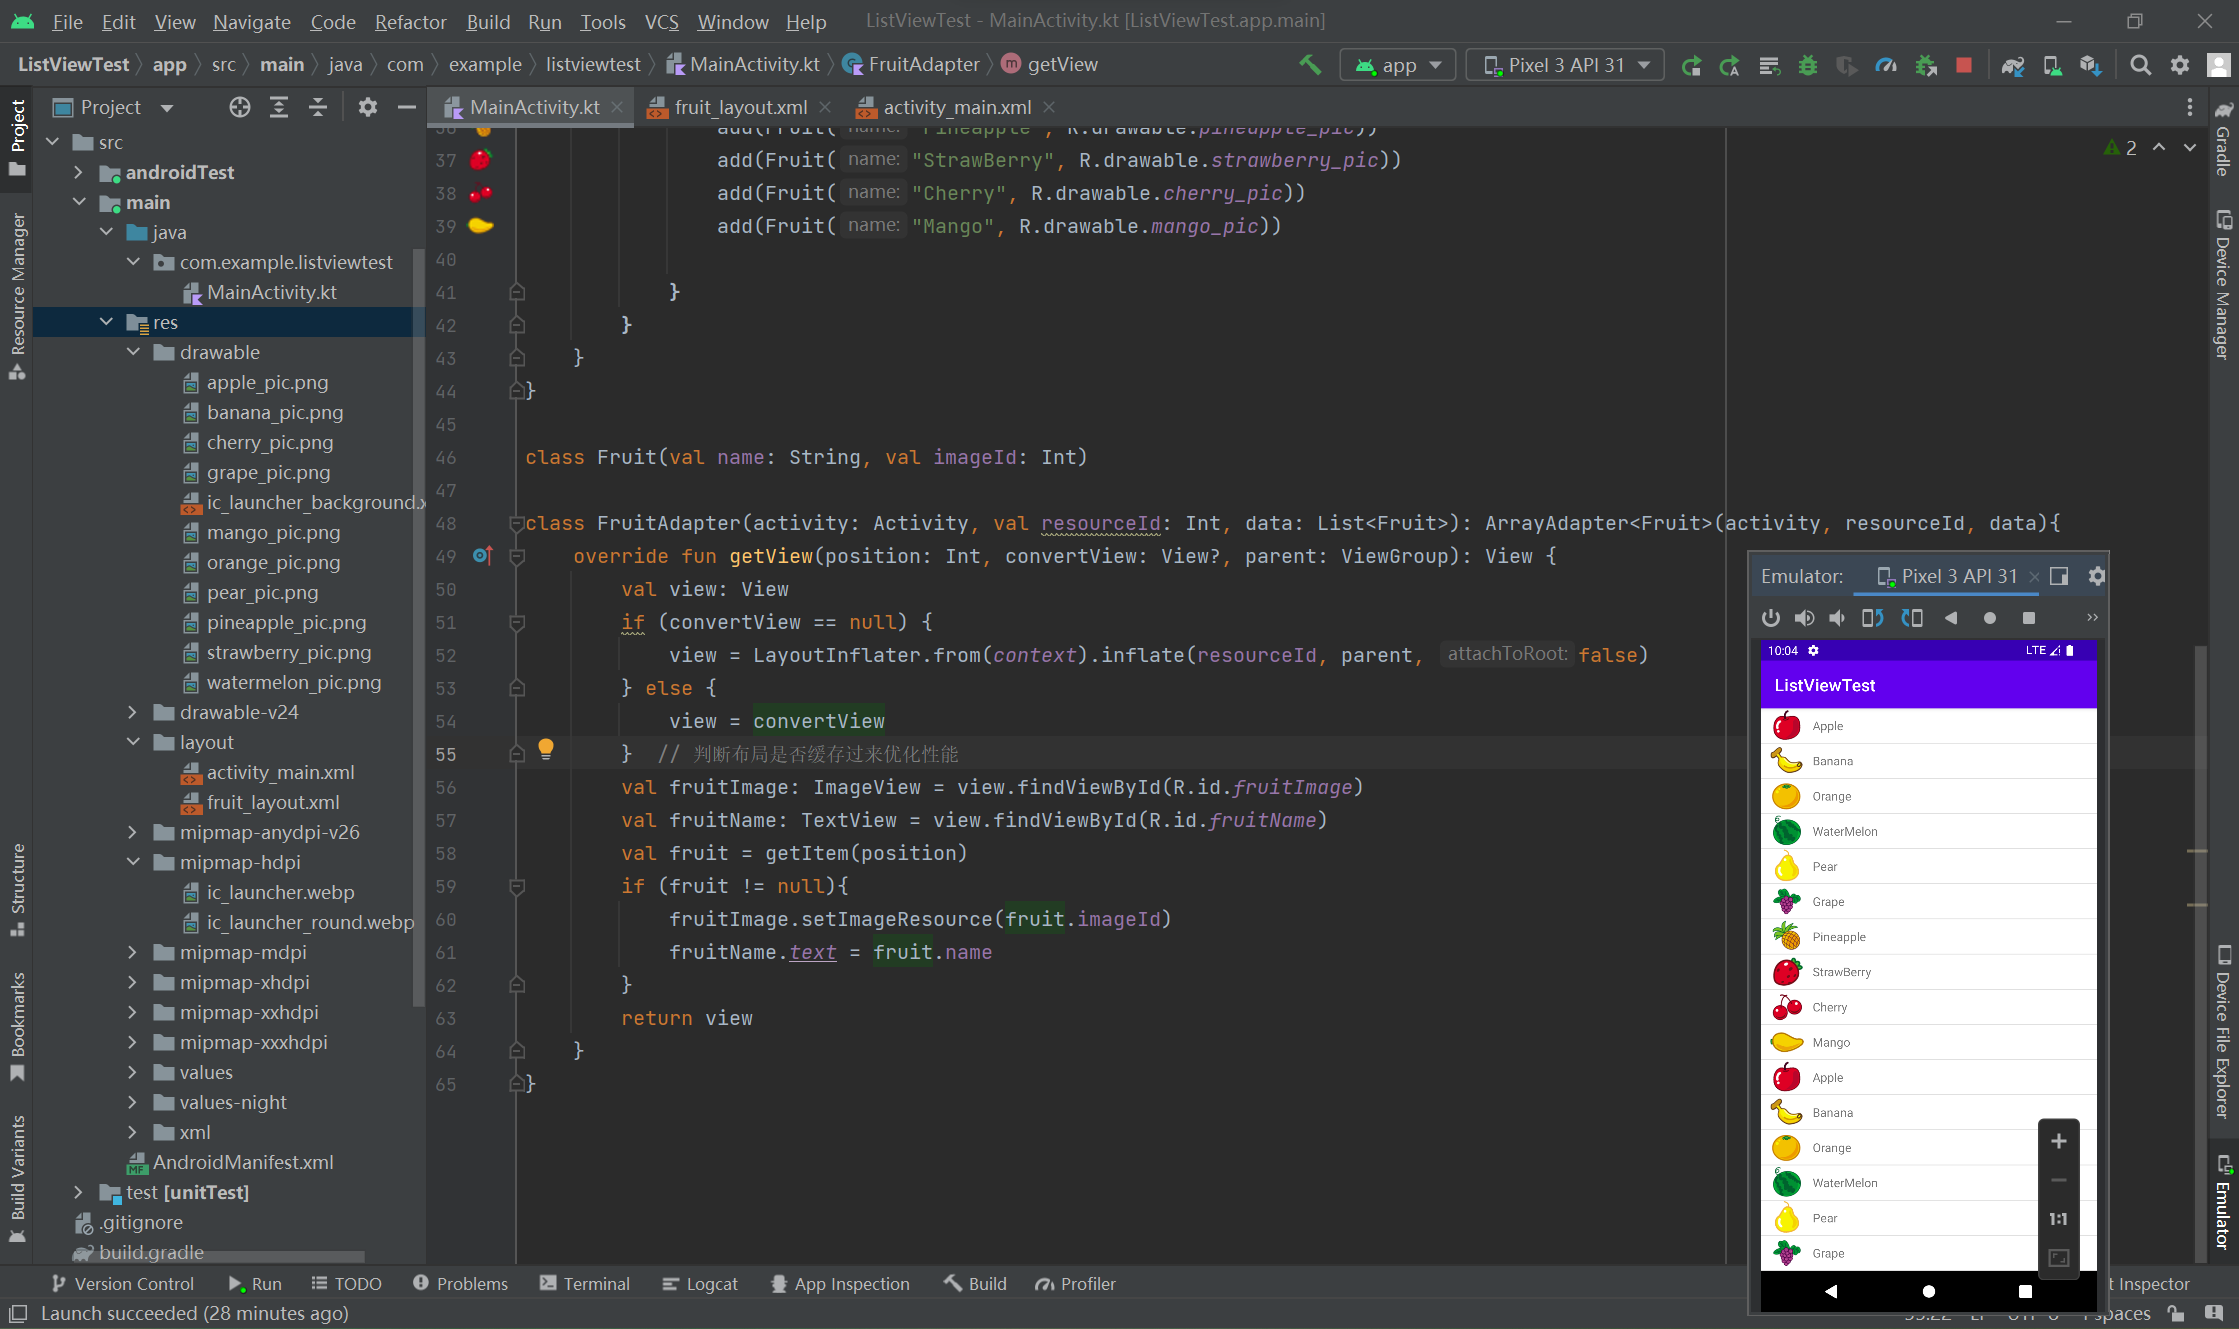 File Edit View Navigate Code Refactor Build Run Tools VCS Window Help ListViewTest - MainActivity.kt [ListViewTest.app.main]
ListViewTest app src main java com example listviewtest MainActivity.kt FruitAdapter getView app Pixel 3 API 31
Project
MainActivity.kt fruit_layout.xml activity_main.xml
Project
Resource Manager
Structure
Bookmarks
Build Variants
src
androidTest
main
java
com.example.listviewtest
MainActivity.kt
res
drawable
apple_pic.png
banana_pic.png
cherry_pic.png
grape_pic.png
ic_launcher_background.x
mango_pic.png
orange_pic.png
pear_pic.png
pineapple_pic.png
strawberry_pic.png
watermelon_pic.png
drawable-v24
layout
activity_main.xml
fruit_layout.xml
mipmap-anydpi-v26
mipmap-hdpi
ic_launcher.webp
ic_launcher_round.webp
mipmap-mdpi
mipmap-xhdpi
mipmap-xxhdpi
mipmap-xxxhdpi
values
values-night
xml
AndroidManifest.xml
test [unitTest]
.gitignore
build.gradle
36 add(Fruit( name: "Pineapple", R.drawable.pineapple_pic))
37 add(Fruit( name: "StrawBerry", R.drawable.strawberry_pic))
38 add(Fruit( name: "Cherry", R.drawable.cherry_pic))
39 add(Fruit( name: "Mango", R.drawable.mango_pic))
40
41 }
42 }
43 }
44 }
45
46 class Fruit(val name: String, val imageId: Int)
47
48 class FruitAdapter(activity: Activity, val resourceId: Int, data: List<Fruit>): ArrayAdapter<Fruit>(activity, resourceId, data){
49 override fun getView(position: Int, convertView: View?, parent: ViewGroup): View {
50 val view: View
51 if (convertView == null) {
52 view = LayoutInflater.from(context).inflate(resourceId, parent, attachToRoot: false)
53 } else {
54 view = convertView
55 } // 判断布局是否缓存过来优化性能
56 val fruitImage: ImageView = view.findViewById(R.id.fruitImage)
57 val fruitName: TextView = view.findViewById(R.id.fruitName)
58 val fruit = getItem(position)
59 if (fruit != null){
60 fruitImage.setImageResource(fruit.imageId)
61 fruitName.text = fruit.name
62 }
63 return view
64 }
65 }
2
Emulator: Pixel 3 API 31
10:04 LTE
ListViewTest
Apple
Banana
Orange
WaterMelon
Pear
Grape
Pineapple
StrawBerry
Cherry
Mango
Apple
Banana
Orange
WaterMelon
Pear
Grape
1:1
Gradle
Device Manager
Device File Explorer
Emulator
Version Control Run TODO Problems Terminal Logcat App Inspection Build Profiler t Inspector
Launch succeeded (28 minutes ago)